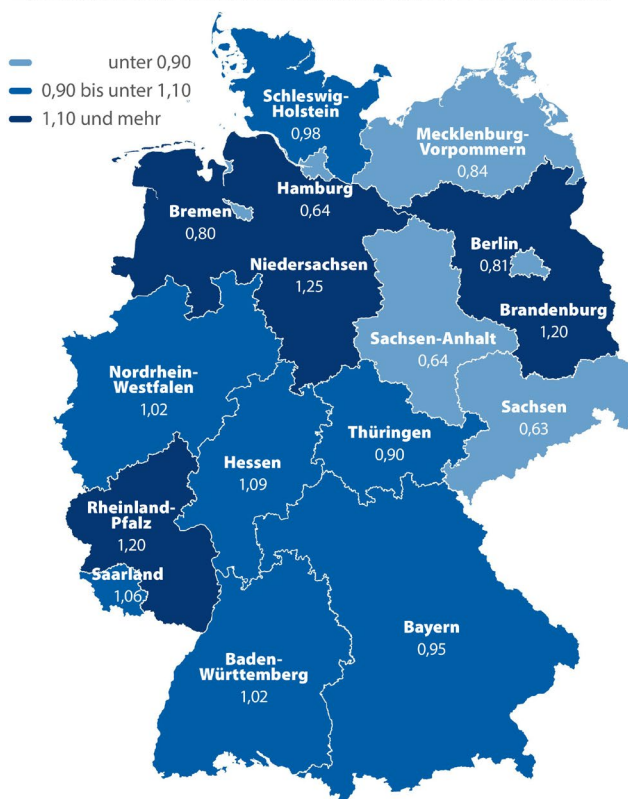 unter 0,90
0,90 bis unter 1,10
1,10 und mehr
Schleswig-
Holstein
0,98
Mecklenburg-
Vorpommern
0,84
Hamburg
0,64
Bremen
0,80
Berlin
0,81
Niedersachsen
1,25
Brandenburg
1,20
Sachsen-Anhalt
0,64
Nordrhein-
Westfalen
1,02
Sachsen
0,63
Thüringen
0,90
Hessen
1,09
Rheinland-
Pfalz
1,20
Saarland
1,06
Bayern
0,95
Baden-
Württemberg
1,02